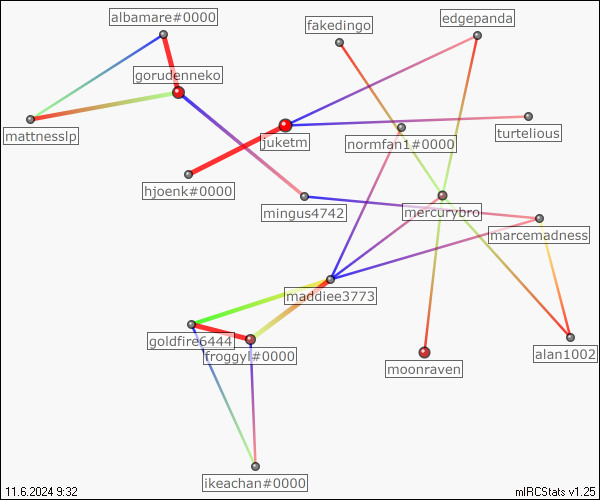 albamare#0000
fakedingo
edgepanda
gorudenneko
mattnesslp
juketm
normfan1#0000
turtelious
hjoenk#0000
mingus4742
mercurybro
marcemadness
maddiee3773
goldfire6444
froggyl#0000
alan1002
moonraven
ikeachan#0000
11.6.2024 9:32
mIRCStats v1.25